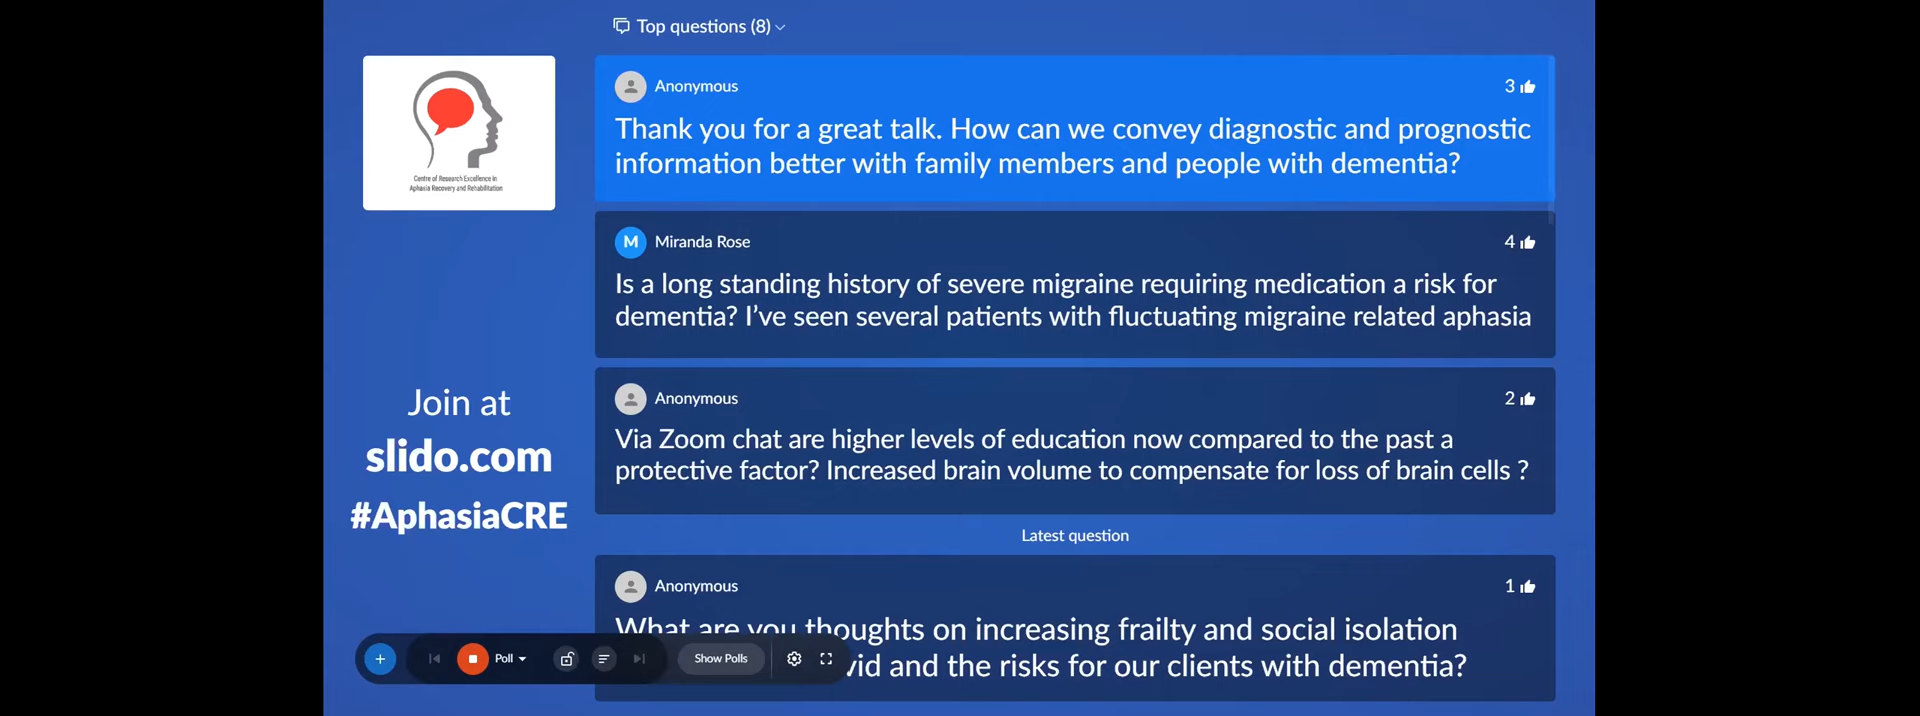 Top questions (8)
Centre of Research Excellence in
Aphasia Recovery and Rehabilitation
Join at
slido.com
#AphasiaCRE
Anonymous
3
Thank you for a great talk. How can we convey diagnostic and prognostic
information better with family members and people with dementia?
M Miranda Rose
4
Is a long standing history of severe migraine requiring medication a risk for
dementia? I've seen several patients with fluctuating migraine related aphasia
Anonymous
2
Via Zoom chat are higher levels of education now compared to the past a
protective factor? Increased brain volume to compensate for loss of brain cells ?
Latest question
Anonymous
1
What are you thoughts on increasing frailty and social isolation
and the risks for our clients with dementia?
Poll
Show Polls